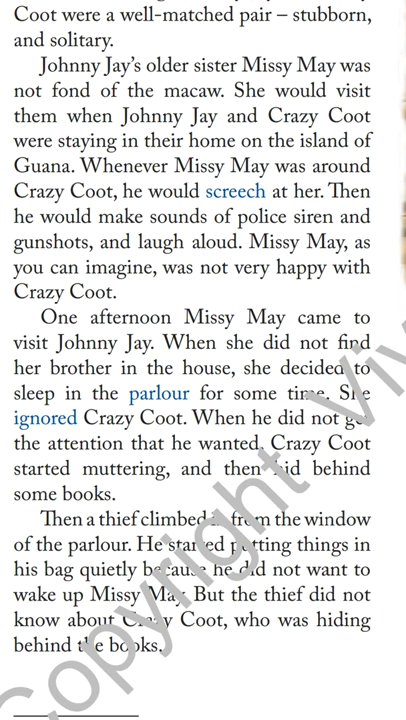 Coot were a well-matched pair – stubborn,
and solitary.
Johnny Jay's older sister Missy May was
not fond of the macaw. She would visit
them when Johnny Jay and Crazy Coot
were staying in their home on the island of
Guana. Whenever Missy May was around
Crazy Coot, he would screech at her. Then
he would make sounds of police siren and
gunshots, and laugh aloud. Missy May, as
you can imagine, was not very happy with
Crazy Coot.
One afternoon Missy May came to
visit Johnny Jay. When she did not find
her brother in the house, she decided to
sleep in the parlour for some time. She
ignored Crazy Coot. When he did not get
the attention that he wanted, Crazy Coot
started muttering, and then hid behind
some books.
Then a thief climbed in from the window
of the parlour. He started putting things in
his bag quietly because he did not want to
wake up Missy May. But the thief did not
know about Crazy Coot, who was hiding
behind the books.
Copyright Viv